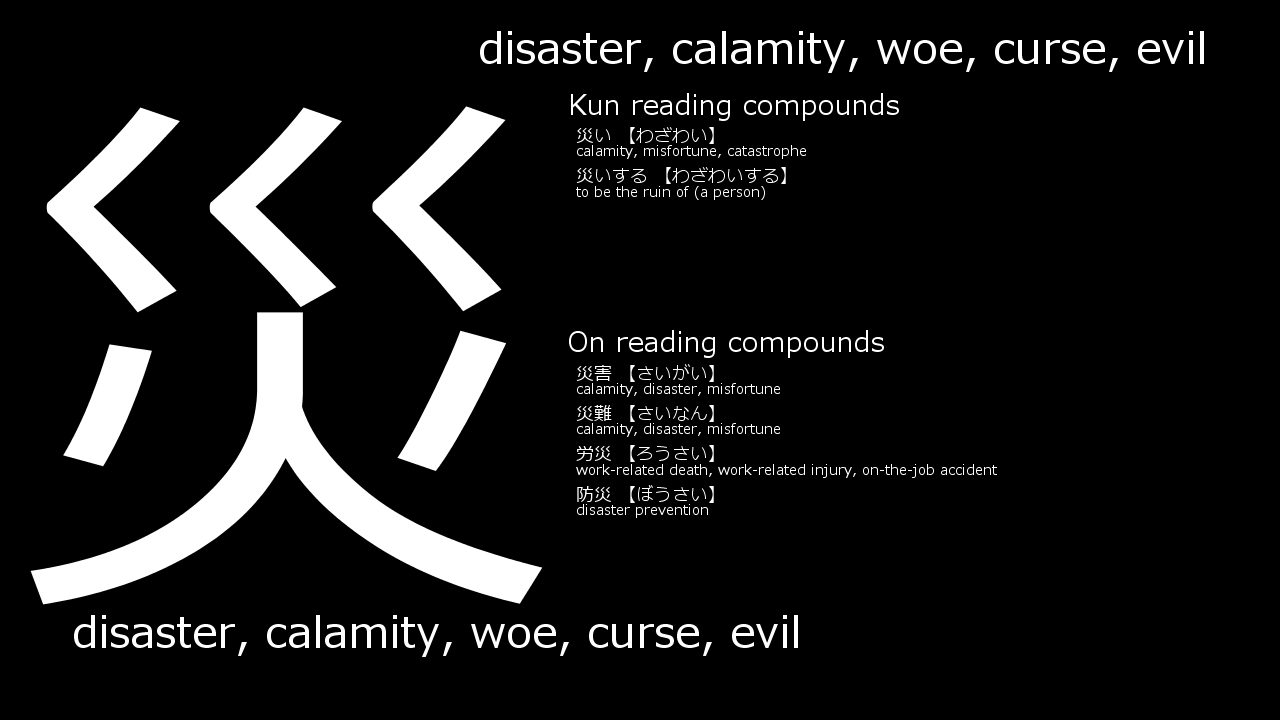 disaster, calamity, woe, curse, evil
災
Kun reading compounds
災い 【わざわい】
calamity, misfortune, catastrophe
災いする 【わざわいする】
to be the ruin of (a person)
On reading compounds
災害 【さいがい】
calamity, disaster, misfortune
災難 【さいなん】
calamity, disaster, misfortune
労災 【ろうさい】
work-related death, work-related injury, on-the-job accident
防災 【ぼうさい】
disaster prevention
disaster, calamity, woe, curse, evil